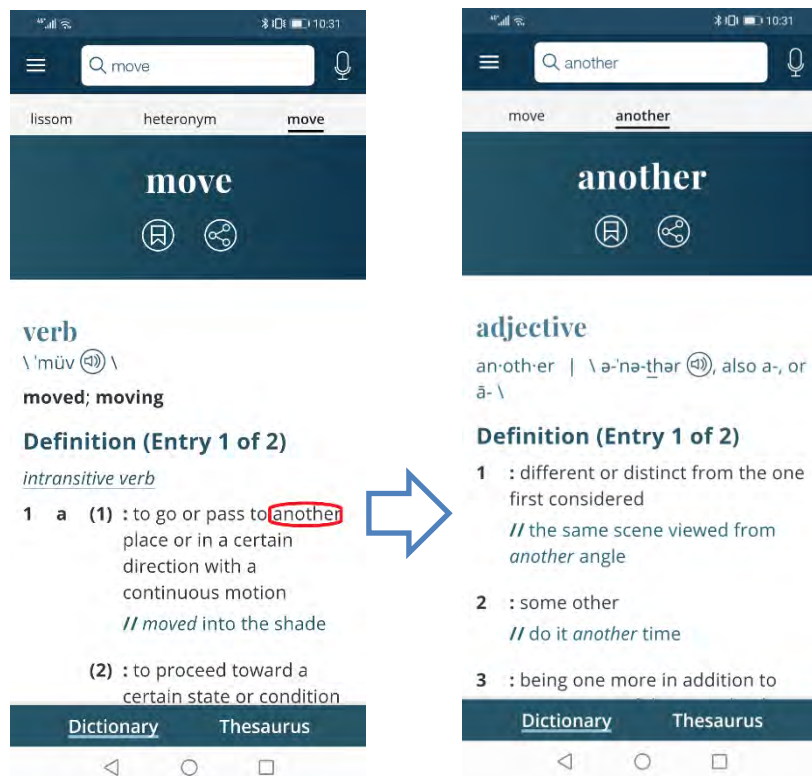 10:31
move
lissom heteronym move
move
verb
\ ˈmüv \
moved; moving
Definition (Entry 1 of 2)
intransitive verb
1 a (1) : to go or pass to another
place or in a certain
direction with a
continuous motion
// moved into the shade
(2) : to proceed toward a
certain state or condition
Dictionary Thesaurus
10:31
another
move another
another
adjective
an·oth·er | \ ə-ˈnə-t͟hər , also a-, or
ā- \
Definition (Entry 1 of 2)
1 : different or distinct from the one
first considered
// the same scene viewed from
another angle
2 : some other
// do it another time
3 : being one more in addition to
Dictionary Thesaurus